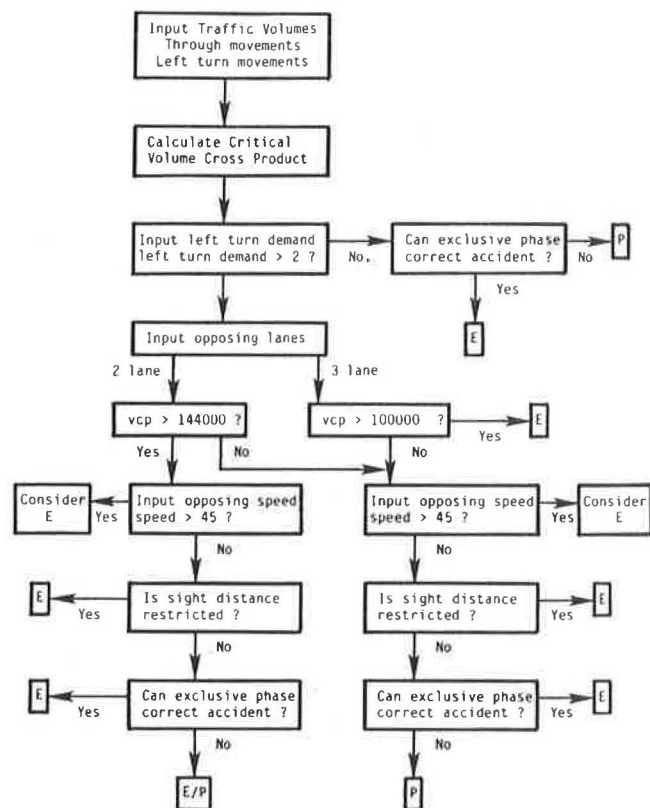 Input Traffic Volumes
Through movements
Left turn movements
Calculate Critical
Volume Cross Product
Input left turn demand
left turn demand > 2 ?
No.
Can exclusive phase
correct accident ?
No
P
Yes
E
Input opposing lanes
2 lane
3 lane
vcp > 144000 ?
vcp > 100000 ?
Yes
E
Yes
No
No
Consider
E
Yes
Input opposing speed
speed > 45 ?
Input opposing speed
speed > 45 ?
Yes
Consider
E
No
No
E
Yes
Is sight distance
restricted ?
Is sight distance
restricted ?
Yes
E
No
No
E
Yes
Can exclusive phase
correct accident ?
Can exclusive phase
correct accident ?
Yes
E
No
No
E/P
P